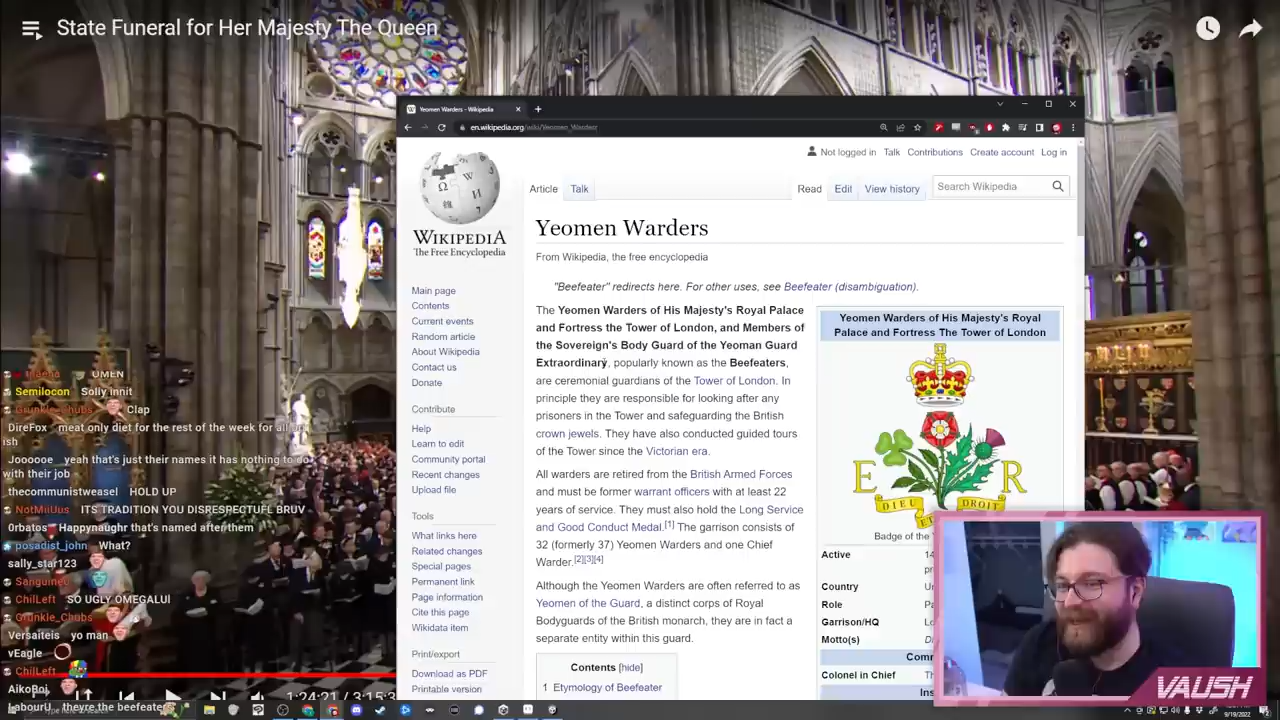 State Funeral for Her Majesty The Queen
Yeomen Warders - Wikipedia
en.wikipedia.org/wiki/Yeomen_Warders
Not logged in Talk Contributions Create account Log in
Article Talk Read Edit View history Search Wikipedia
WIKIPEDIA
The Free Encyclopedia
Main page
Contents
Current events
Random article
About Wikipedia
Contact us
Donate
Contribute
Help
Learn to edit
Community portal
Recent changes
Upload file
Tools
What links here
Related changes
Special pages
Permanent link
Page information
Cite this page
Wikidata item
Print/export
Download as PDF
Printable version
Yeomen Warders
From Wikipedia, the free encyclopedia
"Beefeater" redirects here. For other uses, see Beefeater (disambiguation).
The Yeomen Warders of His Majesty's Royal Palace
and Fortress the Tower of London, and Members of
the Sovereign's Body Guard of the Yeoman Guard
Extraordinary, popularly known as the Beefeaters,
are ceremonial guardians of the Tower of London. In
principle they are responsible for looking after any
prisoners in the Tower and safeguarding the British
crown jewels. They have also conducted guided tours
of the Tower since the Victorian era.
All warders are retired from the British Armed Forces
and must be former warrant officers with at least 22
years of service. They must also hold the Long Service
and Good Conduct Medal.[1] The garrison consists of
32 (formerly 37) Yeomen Warders and one Chief
Warder.[2][3][4]
Although the Yeomen Warders are often referred to as
Yeomen of the Guard, a distinct corps of Royal
Bodyguards of the British monarch, they are in fact a
separate entity within this guard.
Contents [hide]
1 Etymology of Beefeater
Yeomen Warders of His Majesty's Royal
Palace and Fortress The Tower of London
E R
DIEU ET DROIT
Badge of the
Active 14
Country
Role
Garrison/HQ
Motto(s)
Colonel in Chief
OMEN
Semilocon Solly innit
Grunkle_Chubs Clap
DireFox meat only diet for the rest of the week for all
ish
Joooooe yeah that's just their names it has nothing to do
with their job
thecommunistweasel HOLD UP
NotMiiUus ITS TRADITION YOU DISRESPECTFULL BRUV
0rbatos Happynaughr that's named after them
posadist_john What?
sally_star123
Sanguineu
ChilLeft SO UGLY OMEGALUL
Grunkle_Chubs
Versaiteis yo man
vEagle
ChilLeft
AikoBoi
theyre the beefeaters
1:24:21 / 3:15:3
VAUSH
9/19/2022